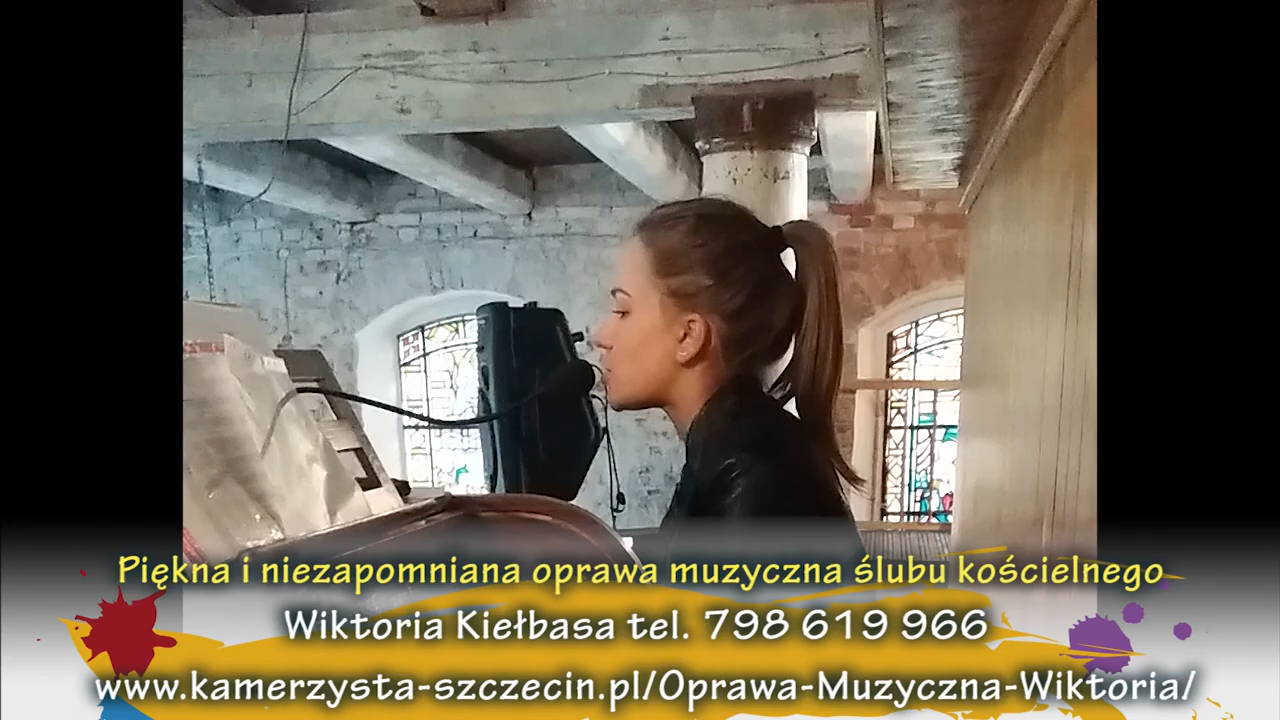 Piękna i niezapomniana oprawa muzyczna ślubu kościelnego
Wiktoria Kiełbasa tel. 798 619 966
www.kamerzysta-szczecin.pl/Oprawa-Muzyczna-Wiktoria/